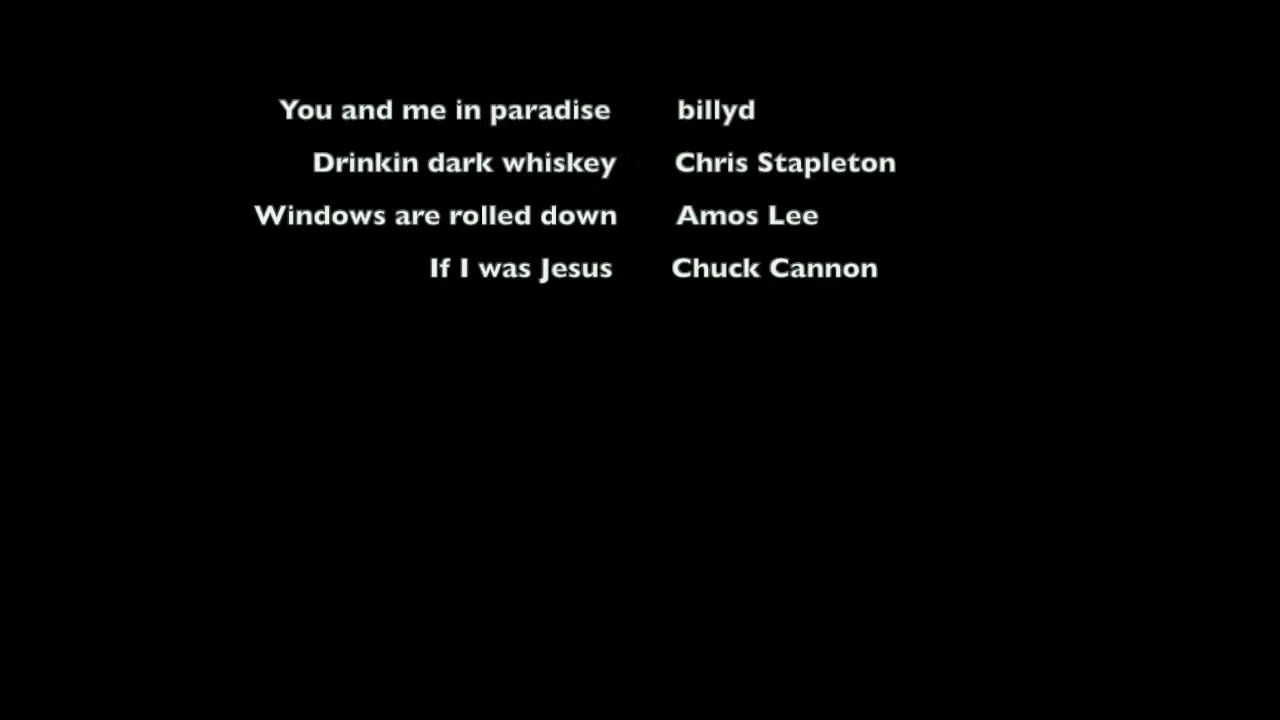 You and me in paradise billyd
Drinkin dark whiskey Chris Stapleton
Windows are rolled down Amos Lee
If I was Jesus Chuck Cannon